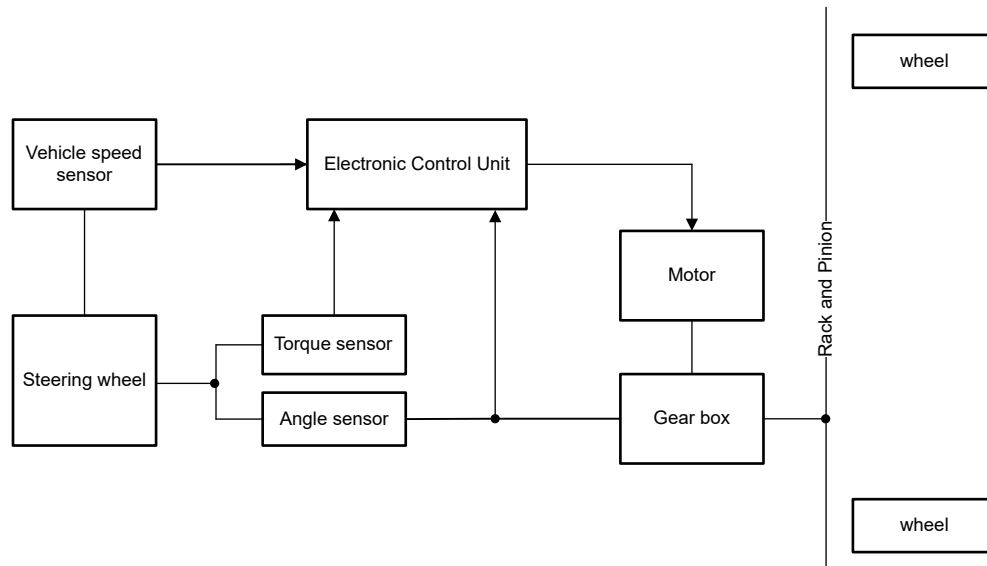 wheel
Vehicle speed
sensor
Electronic Control Unit
Rack and Pinion
Motor
Torque sensor
Steering wheel
Angle sensor
Gear box
wheel